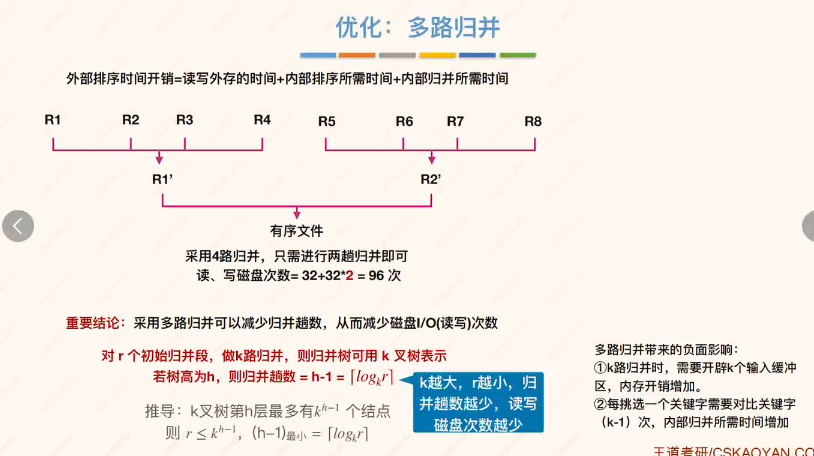 优化：多路归并
外部排序时间开销=读写外存的时间+内部排序所需时间+内部归并所需时间
R1 R2 R3 R4 R5 R6 R7 R8
R1’ R2’
有序文件
采用4路归并，只需进行两趟归并即可
读、写磁盘次数= 32+32*2 = 96 次
重要结论：采用多路归并可以减少归并趟数，从而减少磁盘I/O(读写)次数
对 r 个初始归并段，做k路归并，则归并树可用 k 叉树表示
若树高为h，则归并趟数 = h-1 = ⌈logₖr⌉
k越大，r越小，归
并趟数越少，读写
磁盘次数越少
推导：k叉树第h层最多有kʰ⁻¹ 个结点
则 r ≤ kʰ⁻¹，(h−1)最小 = ⌈logₖr⌉
多路归并带来的负面影响：
①k路归并时，需要开辟k个输入缓冲
区，内存开销增加。
②每挑选一个关键字需要对比关键字
（k-1）次，内部归并所需时间增加
王道考研/CSKAOYAN.CO